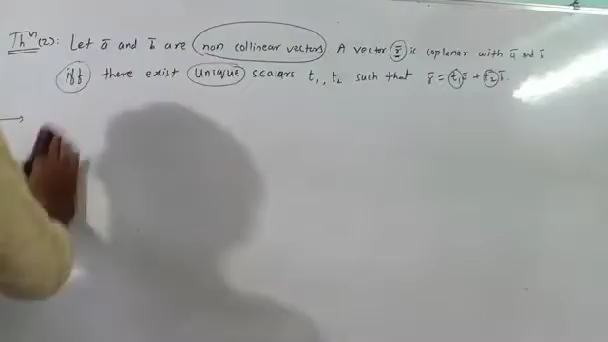 Thm (2): Let ā and b̄ are non collinear vectors A vector r̄ is coplanar with ā and b̄
iff there exist unique scalars t₁, t₂ such that r̄ = t₁ā + t₂b̄.